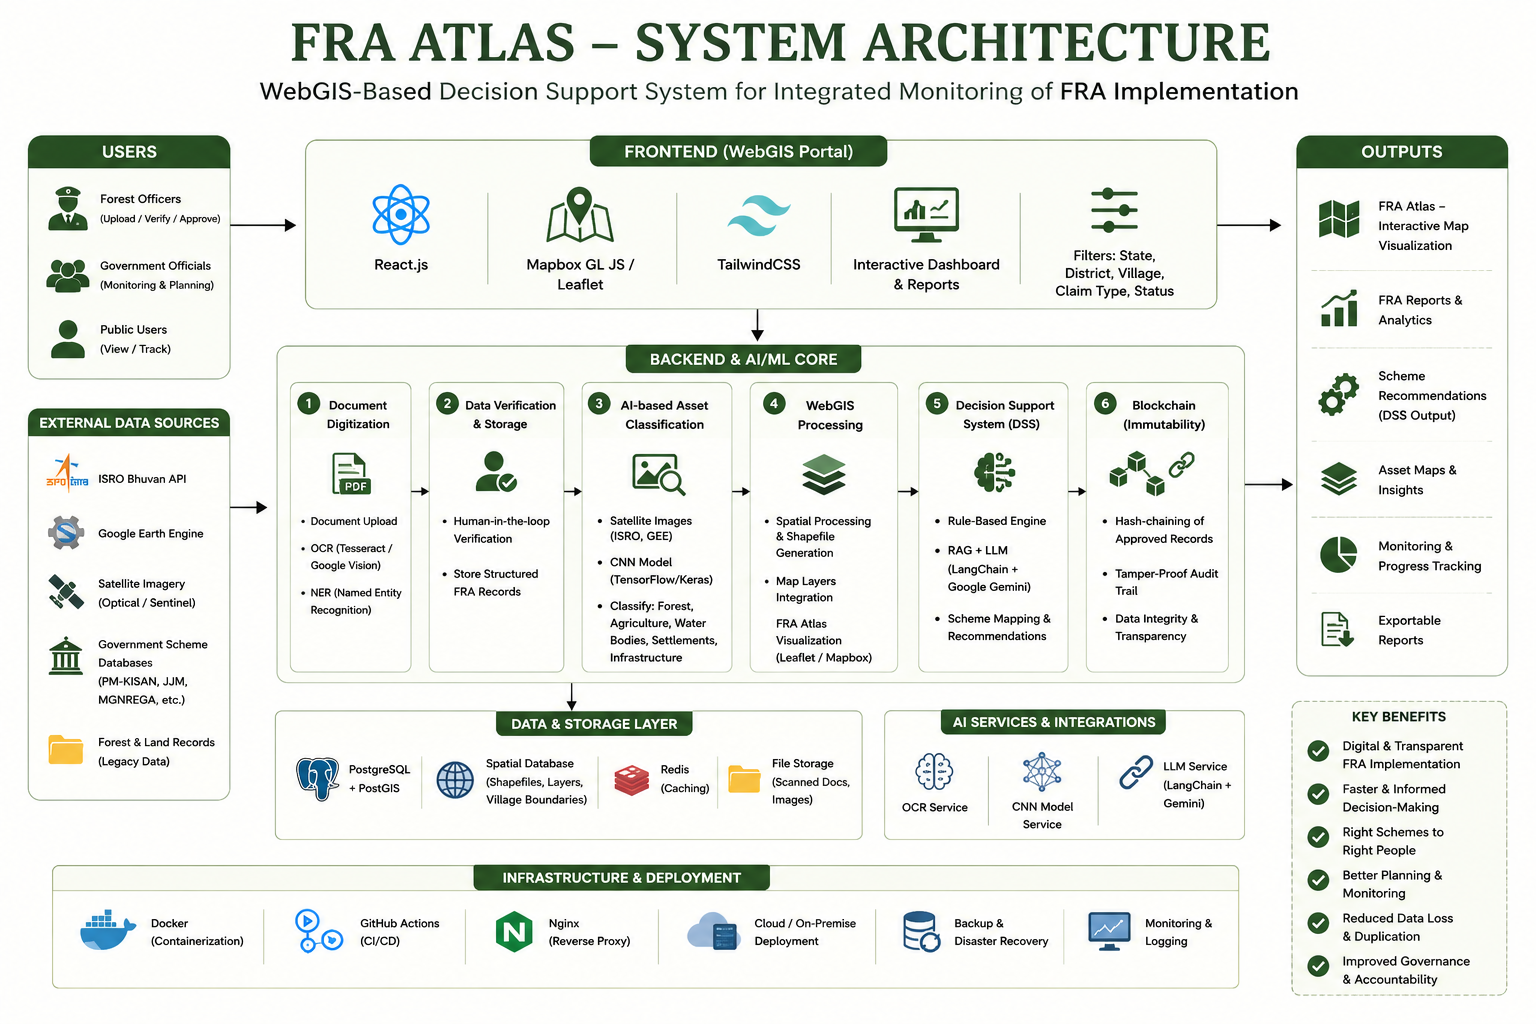 FRA ATLAS – SYSTEM ARCHITECTURE
WebGIS-Based Decision Support System for Integrated Monitoring of FRA Implementation
USERS
Forest Officers
(Upload / Verify / Approve)
Government Officials
(Monitoring & Planning)
Public Users
(View / Track)
EXTERNAL DATA SOURCES
ISRO Bhuvan API
Google Earth Engine
Satellite Imagery
(Optical / Sentinel)
Government Scheme
Databases
(PM-KISAN, JJM,
MGNREGA, etc.)
Forest & Land Records
(Legacy Data)
FRONTEND (WebGIS Portal)
React.js
Mapbox GL JS /
Leaflet
TailwindCSS
Interactive Dashboard
& Reports
Filters: State,
District, Village,
Claim Type, Status
BACKEND & AI/ML CORE
1 Document
Digitization
PDF
• Document Upload
• OCR (Tesseract /
Google Vision)
• NER (Named Entity
Recognition)
2 Data Verification
& Storage
• Human-in-the-loop
Verification
• Store Structured
FRA Records
3 AI-based Asset
Classification
• Satellite Images
(ISRO, GEE)
• CNN Model
(TensorFlow/Keras)
• Classify: Forest,
Agriculture, Water
Bodies, Settlements,
Infrastructure
4 WebGIS
Processing
• Spatial Processing
& Shapefile
Generation
• Map Layers
Integration
FRA Atlas
Visualization
(Leaflet / Mapbox)
5 Decision Support
System (DSS)
• Rule-Based Engine
• RAG + LLM
(LangChain +
Google Gemini)
• Scheme Mapping &
Recommendations
6 Blockchain
(Immutability)
• Hash-chaining of
Approved Records
• Tamper-Proof Audit
Trail
• Data Integrity &
Transparency
DATA & STORAGE LAYER
PostgreSQL
+ PostGIS
Spatial Database
(Shapefiles, Layers,
Village Boundaries)
Redis
(Caching)
File Storage
(Scanned Docs,
Images)
AI SERVICES & INTEGRATIONS
OCR Service
CNN Model
Service
LLM Service
(LangChain +
Gemini)
INFRASTRUCTURE & DEPLOYMENT
Docker
(Containerization)
GitHub Actions
(CI/CD)
N
Nginx
(Reverse Proxy)
Cloud / On-Premise
Deployment
Backup &
Disaster Recovery
Monitoring &
Logging
OUTPUTS
FRA Atlas –
Interactive Map
Visualization
FRA Reports &
Analytics
Scheme
Recommendations
(DSS Output)
Asset Maps &
Insights
Monitoring &
Progress Tracking
Exportable
Reports
KEY BENEFITS
Digital & Transparent
FRA Implementation
Faster & Informed
Decision-Making
Right Schemes to
Right People
Better Planning &
Monitoring
Reduced Data Loss
& Duplication
Improved Governance
& Accountability